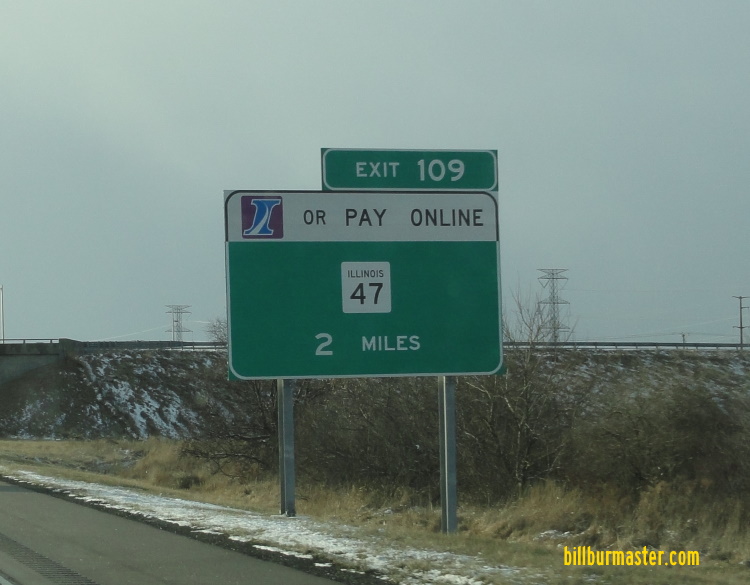 EXIT 109
I OR PAY ONLINE
ILLINOIS
47
2 MILES
billburmaster.com